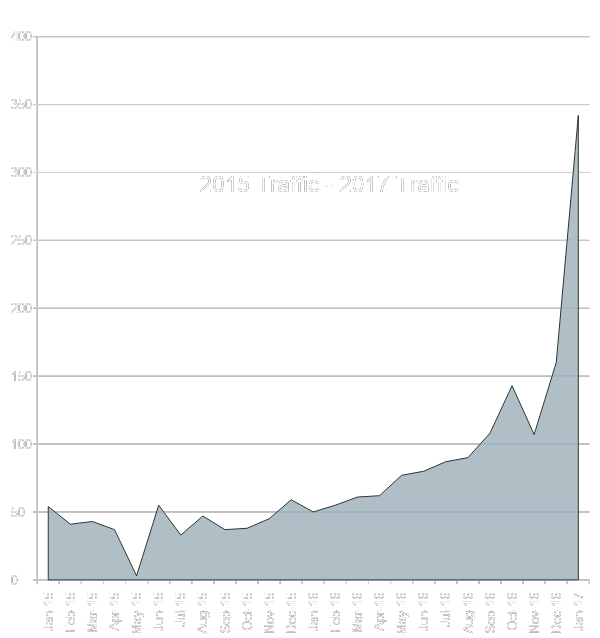 400
350
300
2015 Traffic - 2017 Traffic
250
200
150
100
50
0
Jan '15
Feb '15
Mar '15
Apr '15
May '15
Jun '15
Jul '15
Aug '15
Sep '15
Oct '15
Nov '15
Dec '15
Jan '16
Feb '16
Mar '16
Apr '16
May '16
Jun '16
Jul '16
Aug '16
Sep '16
Oct '16
Nov '16
Dec '16
Jan '17